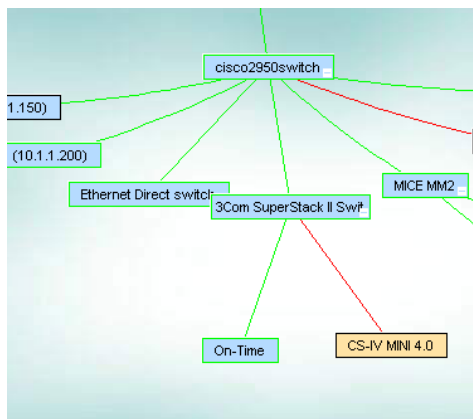 cisco2950switch
1.150)
(10.1.1.200)
Ethernet Direct switch
MICE MM2
3Com SuperStack II Swit
On-Time
CS-IV MINI 4.0